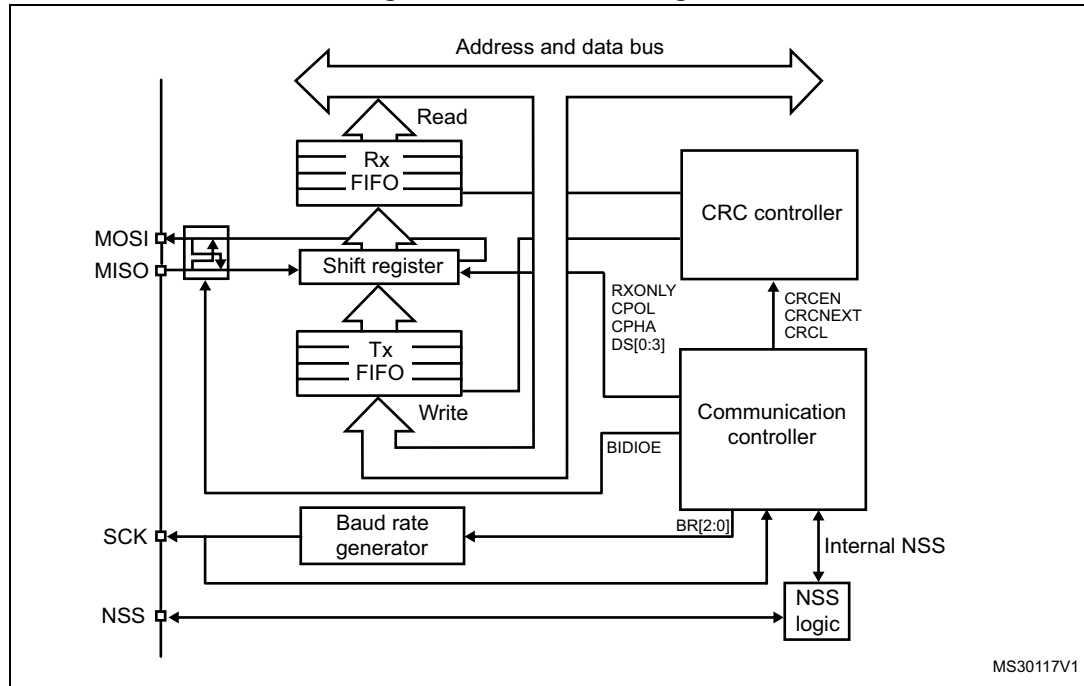 Address and data bus
Read
Rx
FIFO
CRC controller
MOSI
MISO
Shift register
RXONLY
CPOL
CPHA
DS[0:3]
CRCEN
CRCNEXT
CRCL
Tx
FIFO
Write
Communication
controller
BIDIOE
BR[2:0]
SCK
Baud rate
generator
Internal NSS
NSS
NSS
logic
MS30117V1